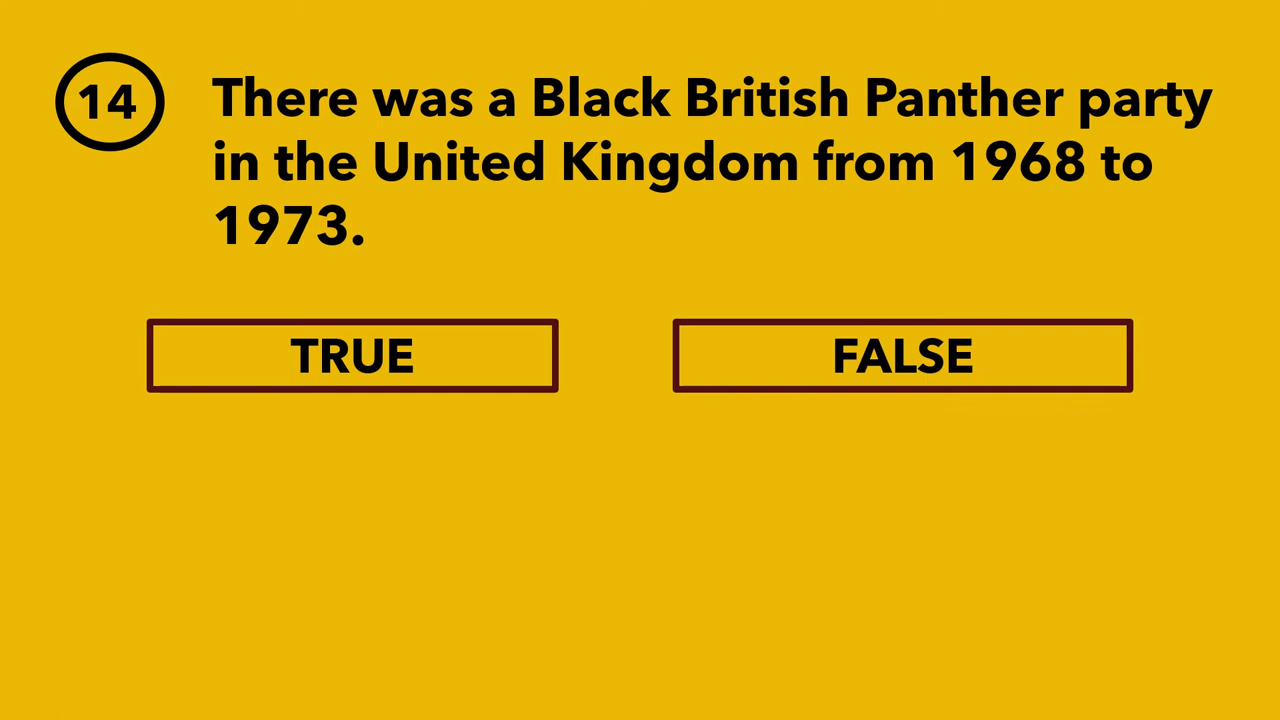 14
There was a Black British Panther party
in the United Kingdom from 1968 to
1973.
TRUE
FALSE